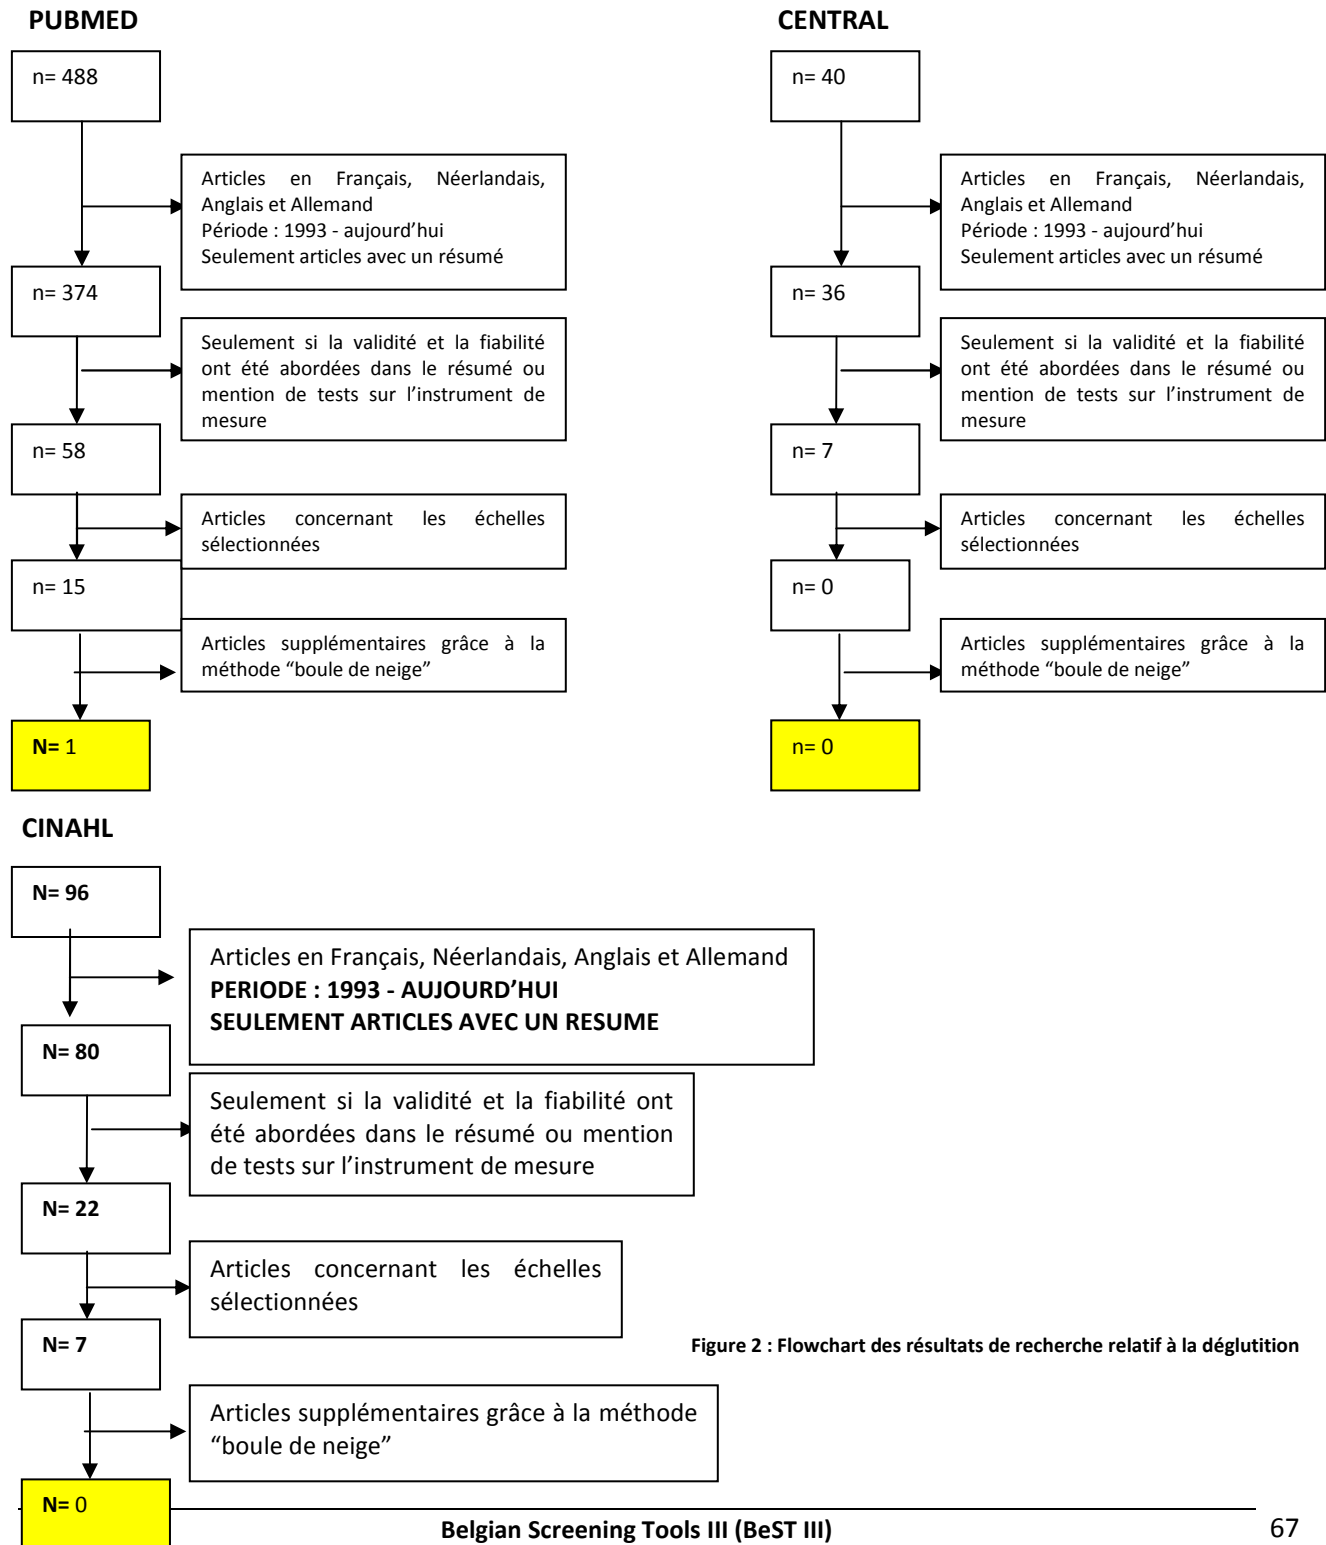 PUBMED
n= 488
Articles en Français, Néerlandais,
Anglais et Allemand
Période : 1993 - aujourd’hui
Seulement articles avec un résumé
n= 374
Seulement si la validité et la fiabilité
ont été abordées dans le résumé ou
mention de tests sur l’instrument de
mesure
n= 58
Articles concernant les échelles
sélectionnées
n= 15
Articles supplémentaires grâce à la
méthode “boule de neige”
N= 1
CENTRAL
n= 40
Articles en Français, Néerlandais,
Anglais et Allemand
Période : 1993 - aujourd’hui
Seulement articles avec un résumé
n= 36
Seulement si la validité et la fiabilité
ont été abordées dans le résumé ou
mention de tests sur l’instrument de
mesure
n= 7
Articles concernant les échelles
sélectionnées
n= 0
Articles supplémentaires grâce à la
méthode “boule de neige”
n= 0
CINAHL
N= 96
Articles en Français, Néerlandais, Anglais et Allemand
PERIODE : 1993 - AUJOURD’HUI
SEULEMENT ARTICLES AVEC UN RESUME
N= 80
Seulement si la validité et la fiabilité ont
été abordées dans le résumé ou mention
de tests sur l’instrument de mesure
N= 22
Articles concernant les échelles
sélectionnées
N= 7
Articles supplémentaires grâce à la méthode
“boule de neige”
N= 0
Figure 2 : Flowchart des résultats de recherche relatif à la déglutition
Belgian Screening Tools III (BeST III)
67